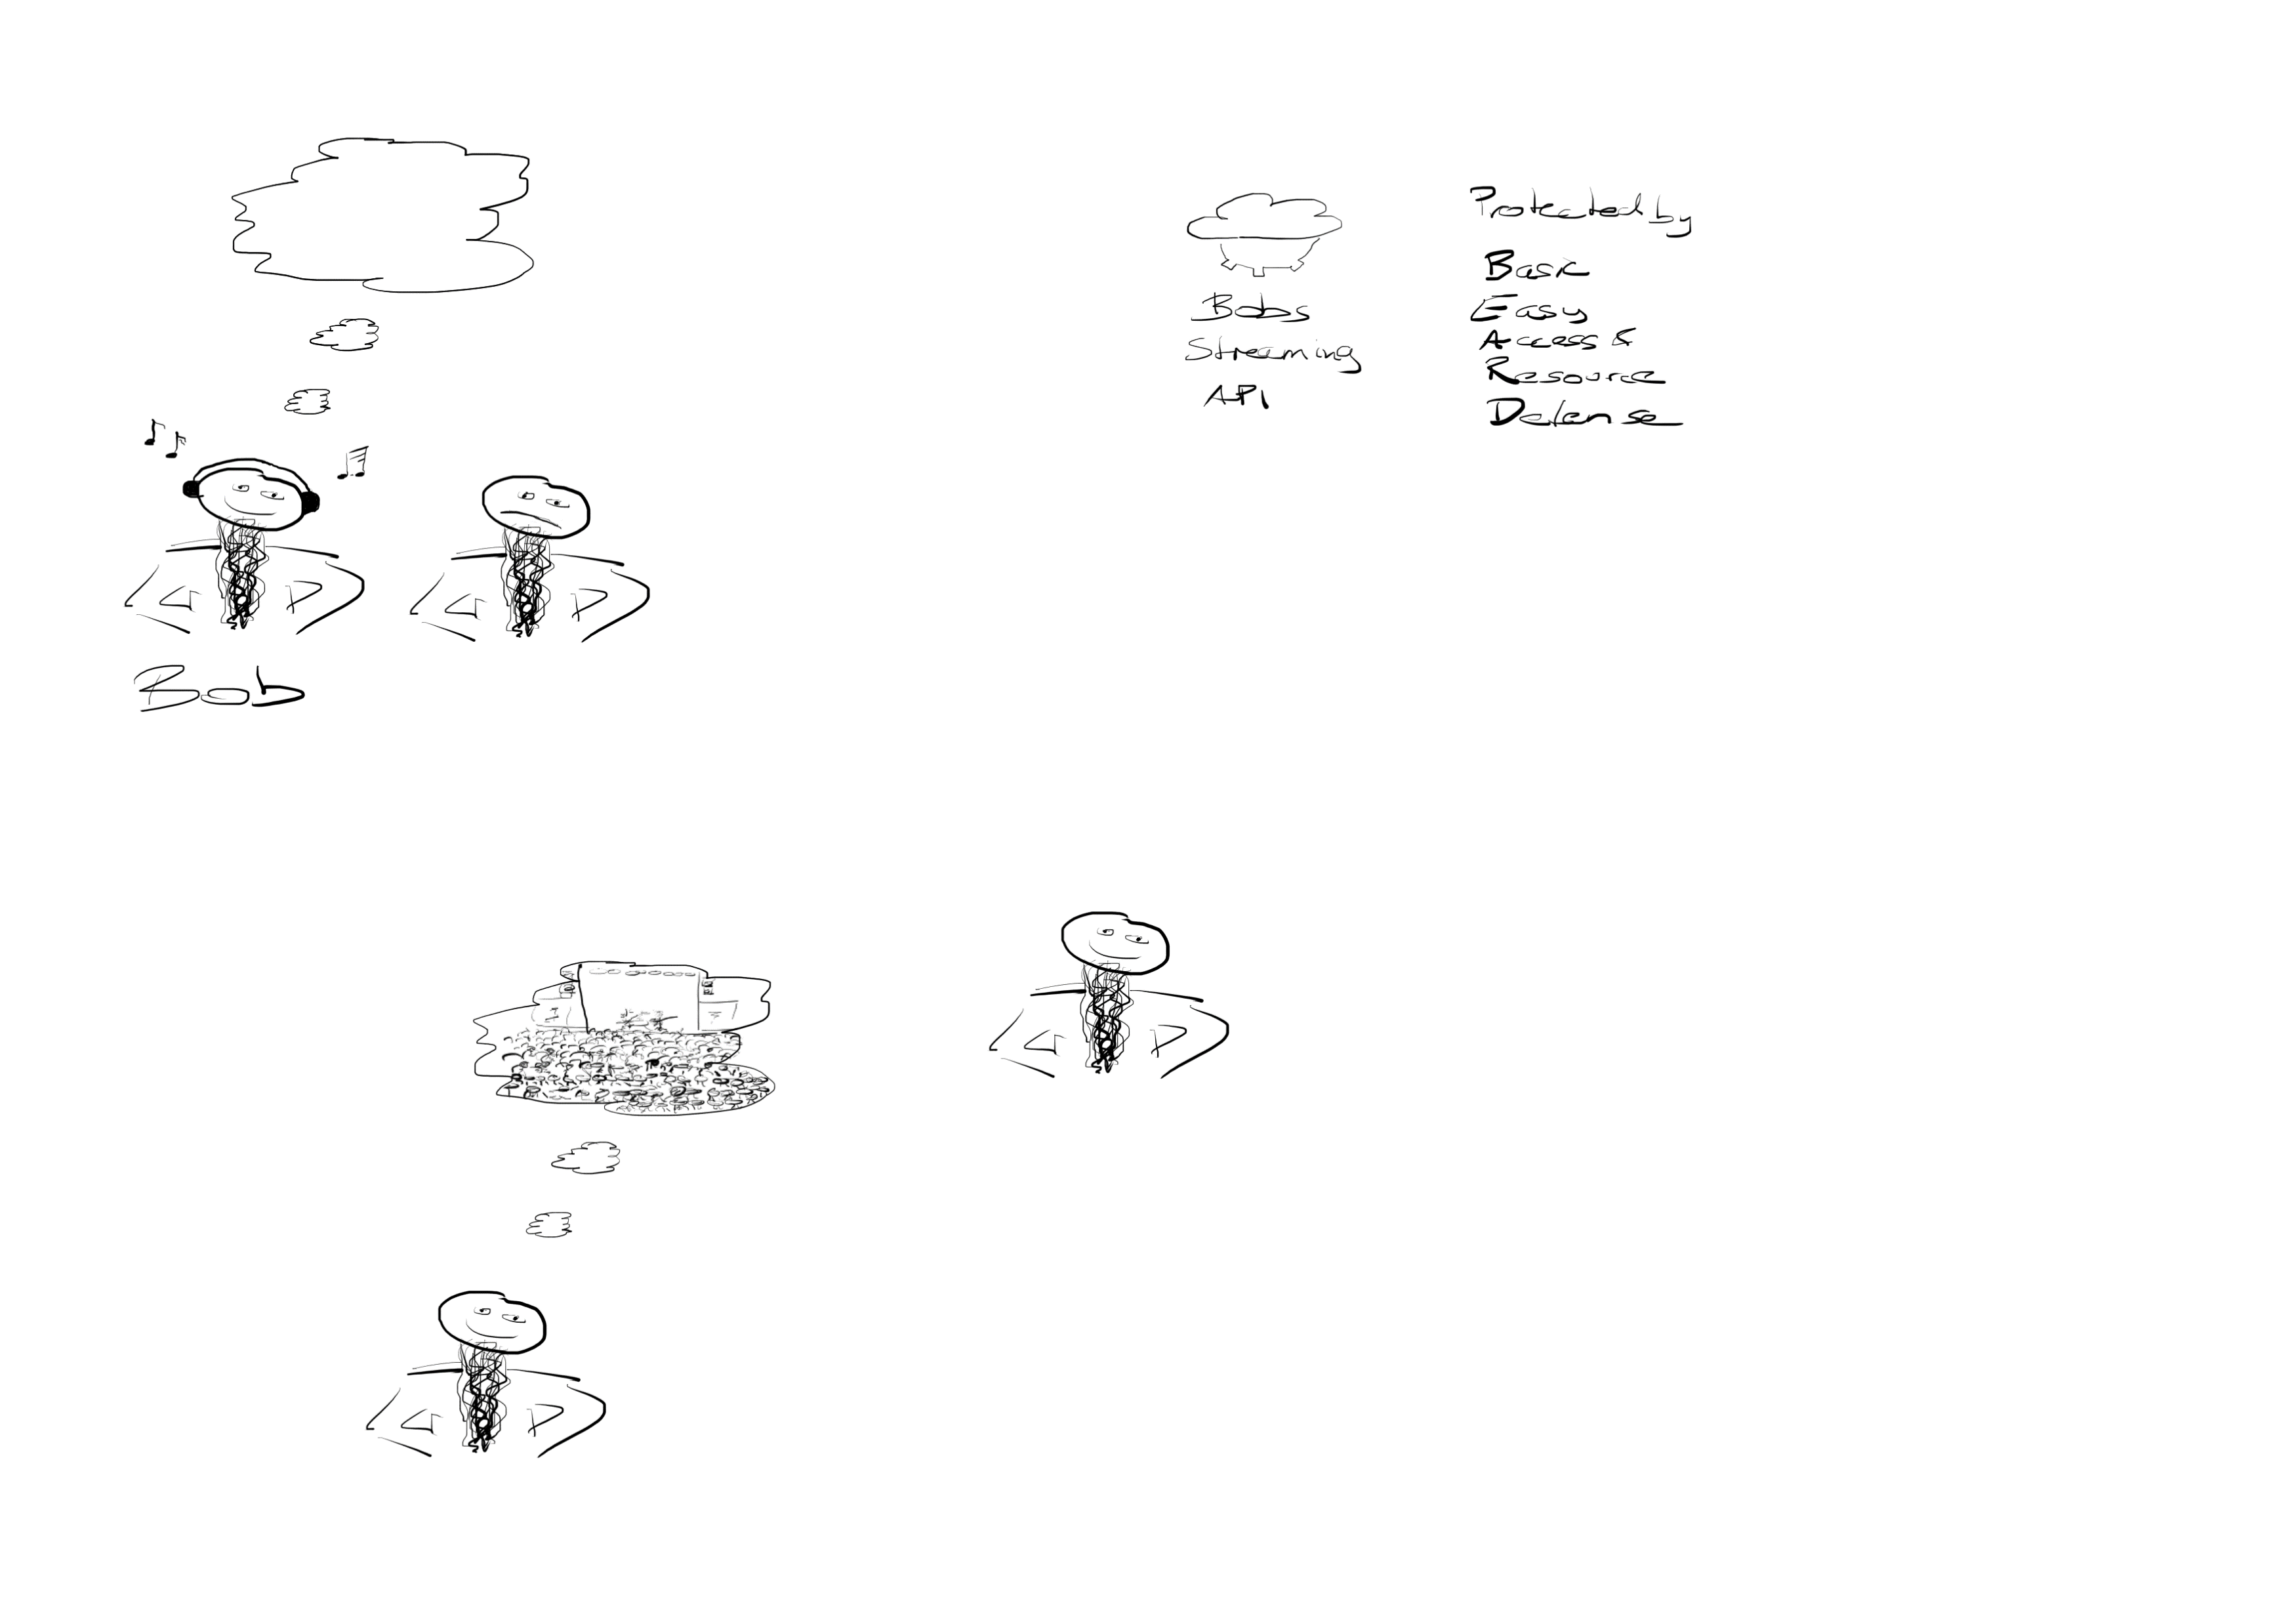 Bobs
Streaming
API
Protected by
Basic
Easy
Access &
Resource
Defense
Bob